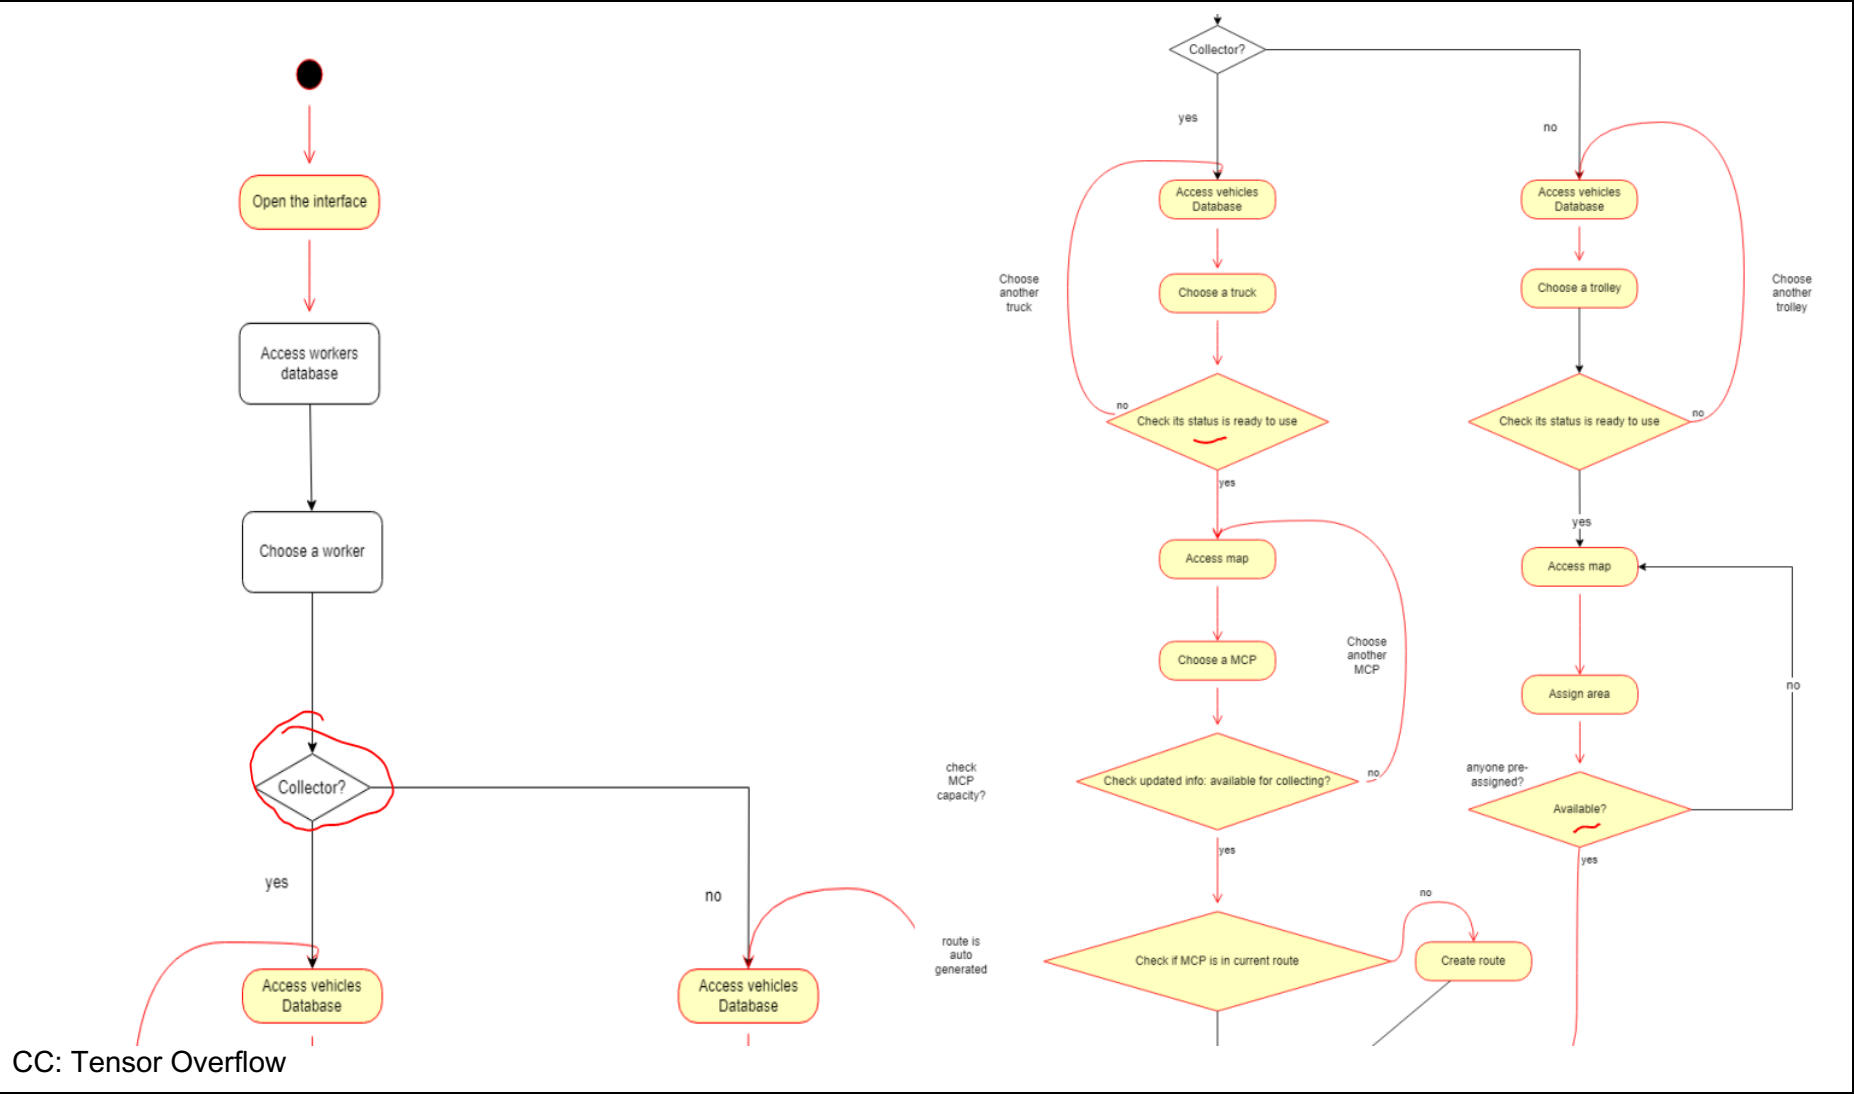 Open the interface
Access workers
database
Choose a worker
Collector?
yes
no
Access vehicles
Database
Access vehicles
Database
CC: Tensor Overflow
Collector?
yes
no
Access vehicles
Database
Access vehicles
Database
Choose
another
truck
Choose a truck
Choose a trolley
Choose
another
trolley
no
Check its status is ready to use
Check its status is ready to use
no
yes
yes
Access map
Access map
Choose
another
MCP
Choose a MCP
Assign area
no
check
MCP
capacity?
Check updated info: available for collecting?
no
anyone pre-
assigned?
Available?
yes
yes
no
route is
auto
generated
Check if MCP is in current route
Create route